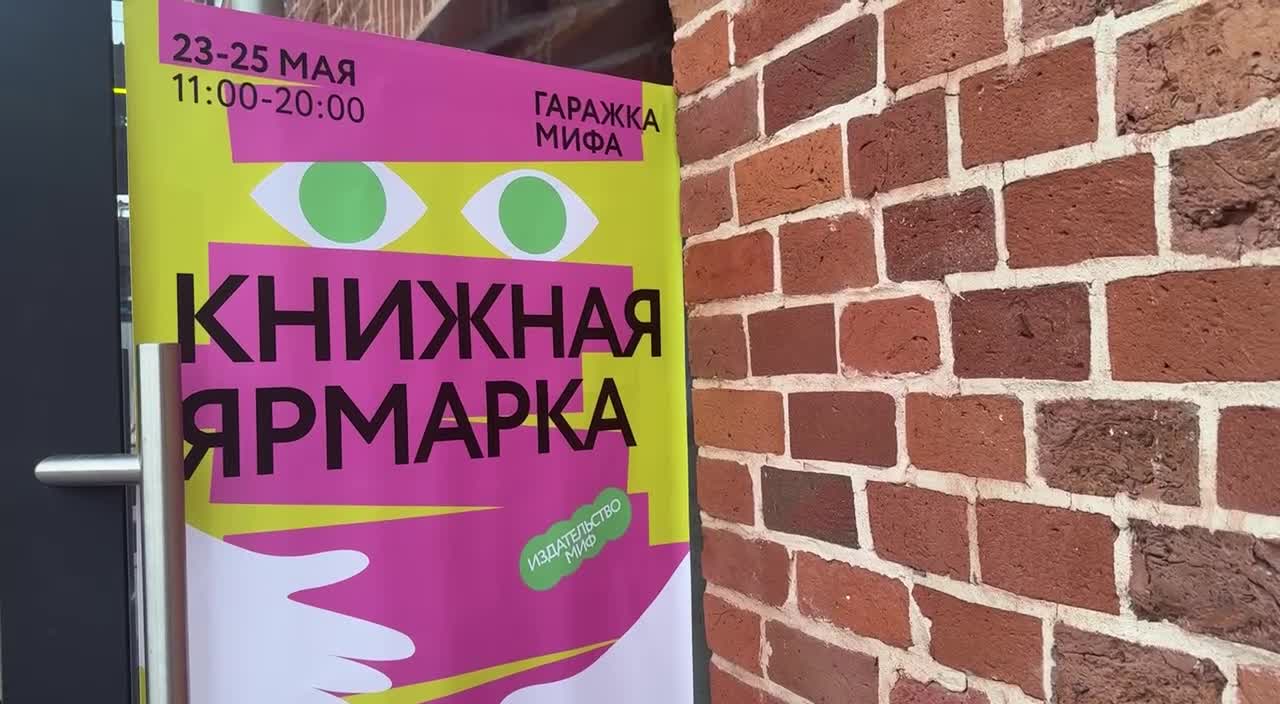 23-25 МАЯ
11:00-20:00
ГАРАЖКА
МИФА
КНИЖНАЯ
ЯРМАРКА
ИЗДАТЕЛЬСТВО
МИФ